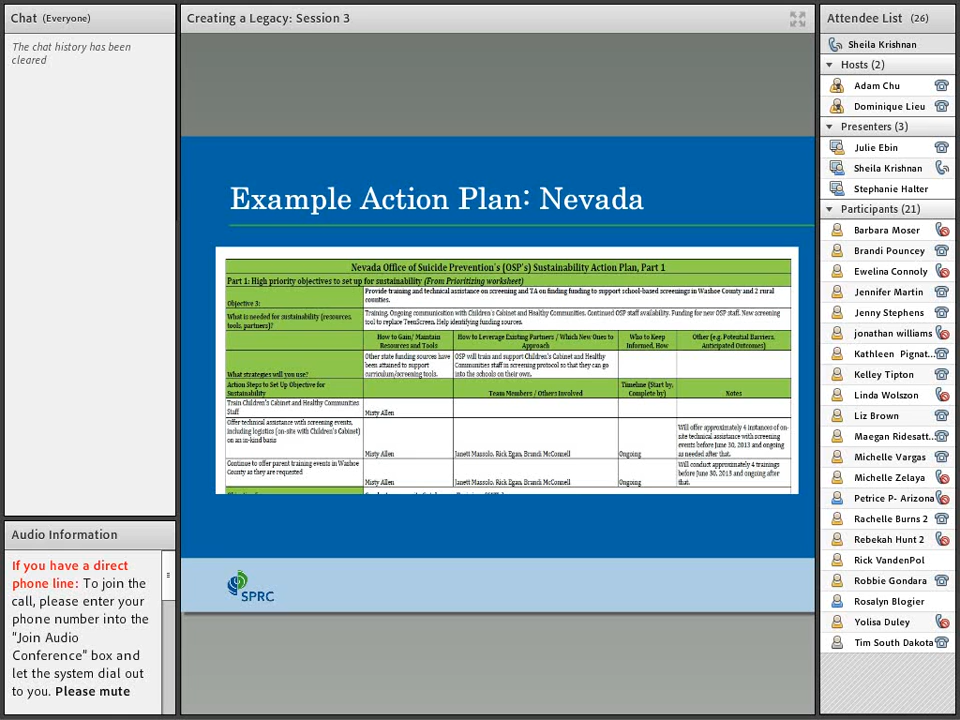 Chat (Everyone)
The chat history has been
cleared
Audio Information
If you have a direct
phone line: To join the
call, please enter your
phone number into the
"Join Audio
Conference" box and
let the system dial out
to you. Please mute
Creating a Legacy: Session 3
Example Action Plan: Nevada
Nevada Office of Suicide Prevention's (OSP's) Sustainability Action Plan, Part 1
Part 1: High priority objectives to set up for sustainability (From Prioritizing worksheet)
Objective 3:
Provide training and technical assistance on screening and TA on finding funding to support school-based screenings in Washoe County and 2 rural
counties.
What is needed for sustainability (resources,
tools, partners)?
Training. Ongoing communication with Children's Cabinet and Healthy Communities. Continued OSP staff availability. Funding for new OSP staff. New screening
tool to replace TeenScreen. Help identifying funding sources.
How to Gain/ Maintain
Resources and Tools
How to Leverage Existing Partners / Which New Ones to
Approach
Who to Keep
Informed, How
Other (e.g. Potential Barriers,
Anticipated Outcomes)
What strategies will you use?
Other state funding sources have
been attained to support
curriculum/screening tools.
OSP will train and support Children's Cabinet and Healthy
Communities staff in screening protocol so that they can go
into the schools on their own.
Action Steps to Set Up Objective for
Sustainability
Team Members / Others Involved
Timeline (Start by,
Complete by)
Notes
Train Children's Cabinet and Healthy Communities
Staff
Misty Allen
Offer technical assistance with screening events,
including logistics (on-site with Children's Cabinet)
on an in-kind basis
Misty Allen
Janett Massolo, Rick Egan, Brandi McConnell
Ongoing
Will offer approximately 4 instances of on-
site technical assistance with screening
events before June 30, 2013 and ongoing
as needed after that.
Continue to offer parent training events in Washoe
County as they are requested
Misty Allen
Janett Massolo, Rick Egan, Brandi McConnell
Ongoing
Will conduct approximately 4 trainings
before June 30, 2013 and ongoing after
that.
SPRC
Attendee List (26)
Sheila Krishnan
Hosts (2)
Adam Chu
Dominique Lieu
Presenters (3)
Julie Ebin
Sheila Krishnan
Stephanie Halter
Participants (21)
Barbara Moser
Brandi Pouncey
Ewelina Connoly
Jennifer Martin
Jenny Stephens
jonathan williams
Kathleen Pignat...
Kelley Tipton
Linda Wolszon
Liz Brown
Maegan Ridesatt...
Michelle Vargas
Michelle Zelaya
Petrice P- Arizona
Rachelle Burns 2
Rebekah Hunt 2
Rick VandenPol
Robbie Gondara
Rosalyn Blogier
Yolisa Duley
Tim South Dakota